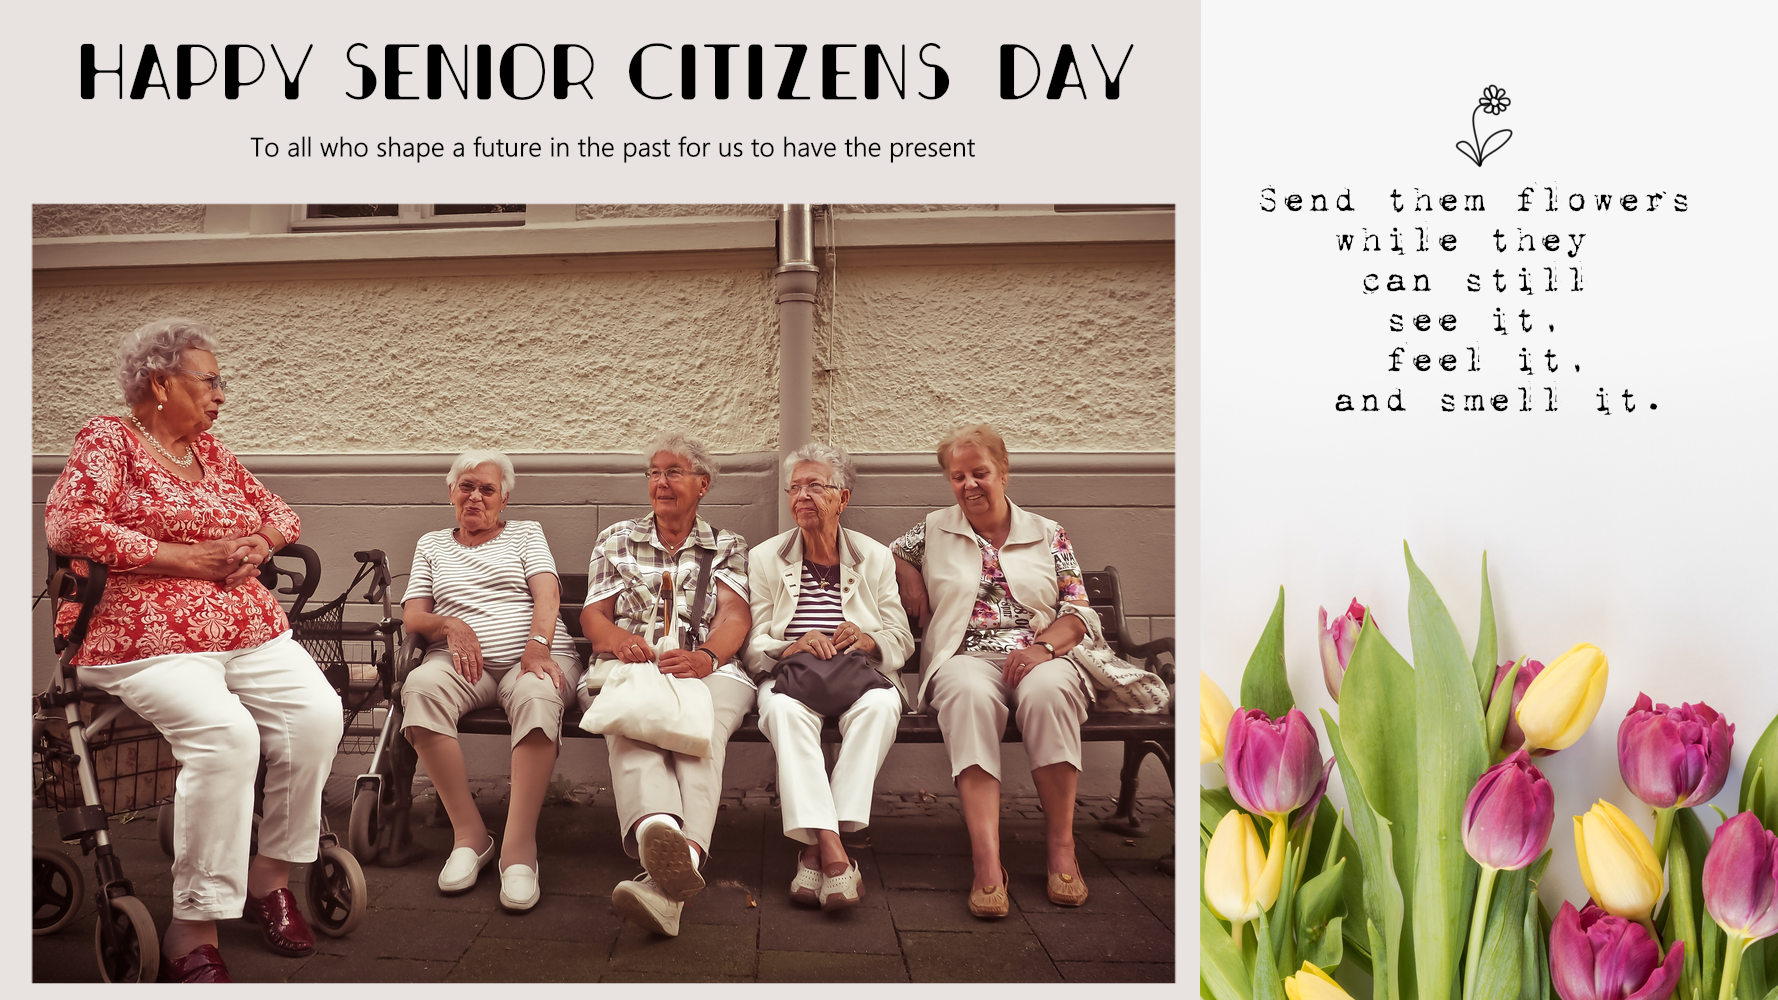 HAPPY SENIOR CITIZENS DAY
To all who shape a future in the past for us to have the present
Send them flowers
while they
can still
see it,
feel it,
and smell it.